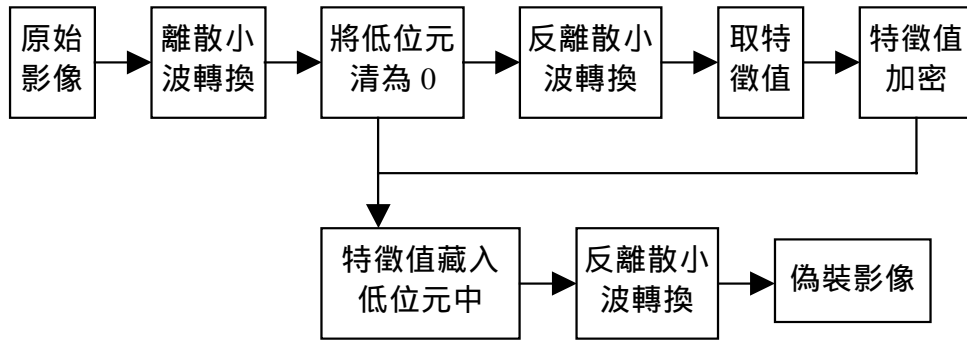 原始
影像
離散小
波轉換
將低位元
清為 0
反離散小
波轉換
取特
徵值
特徵值
加密
特徵值藏入
低位元中
反離散小
波轉換
偽裝影像